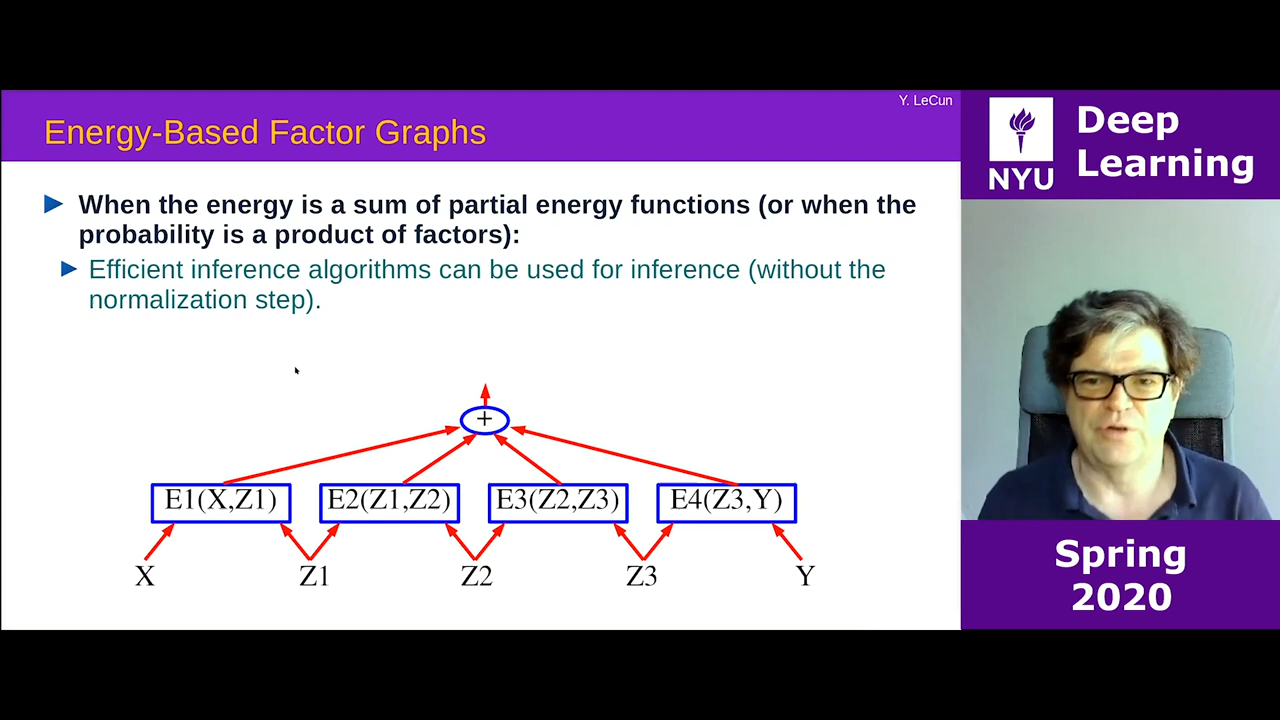 Y. LeCun
Energy-Based Factor Graphs
When the energy is a sum of partial energy functions (or when the
probability is a product of factors):
Efficient inference algorithms can be used for inference (without the
normalization step).
+
E1(X,Z1) E2(Z1,Z2) E3(Z2,Z3) E4(Z3,Y)
X Z1 Z2 Z3 Y
NYU
Deep
Learning
Spring
2020